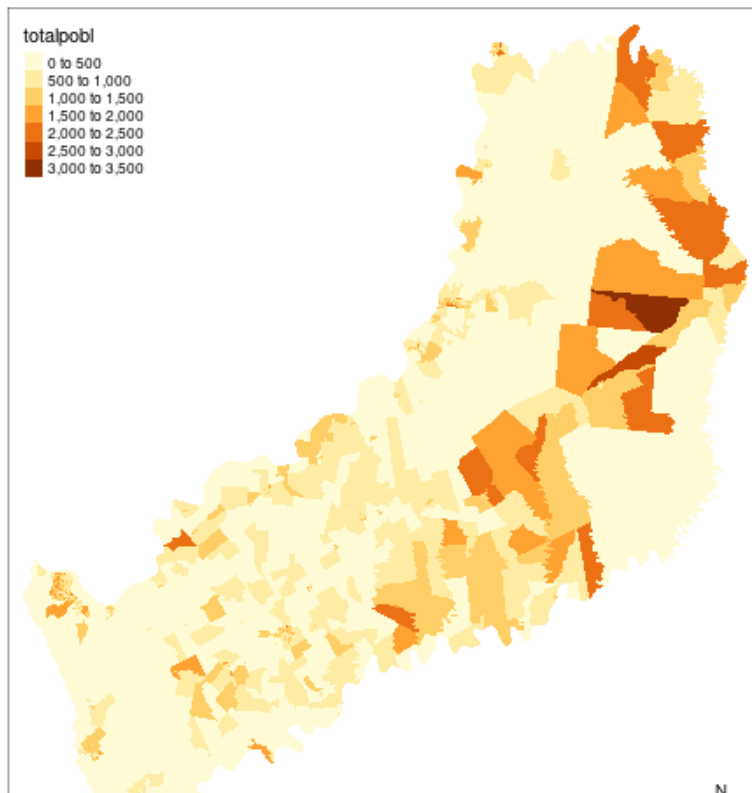 totalpobl
0 to 500
500 to 1,000
1,000 to 1,500
1,500 to 2,000
2,000 to 2,500
2,500 to 3,000
3,000 to 3,500
N